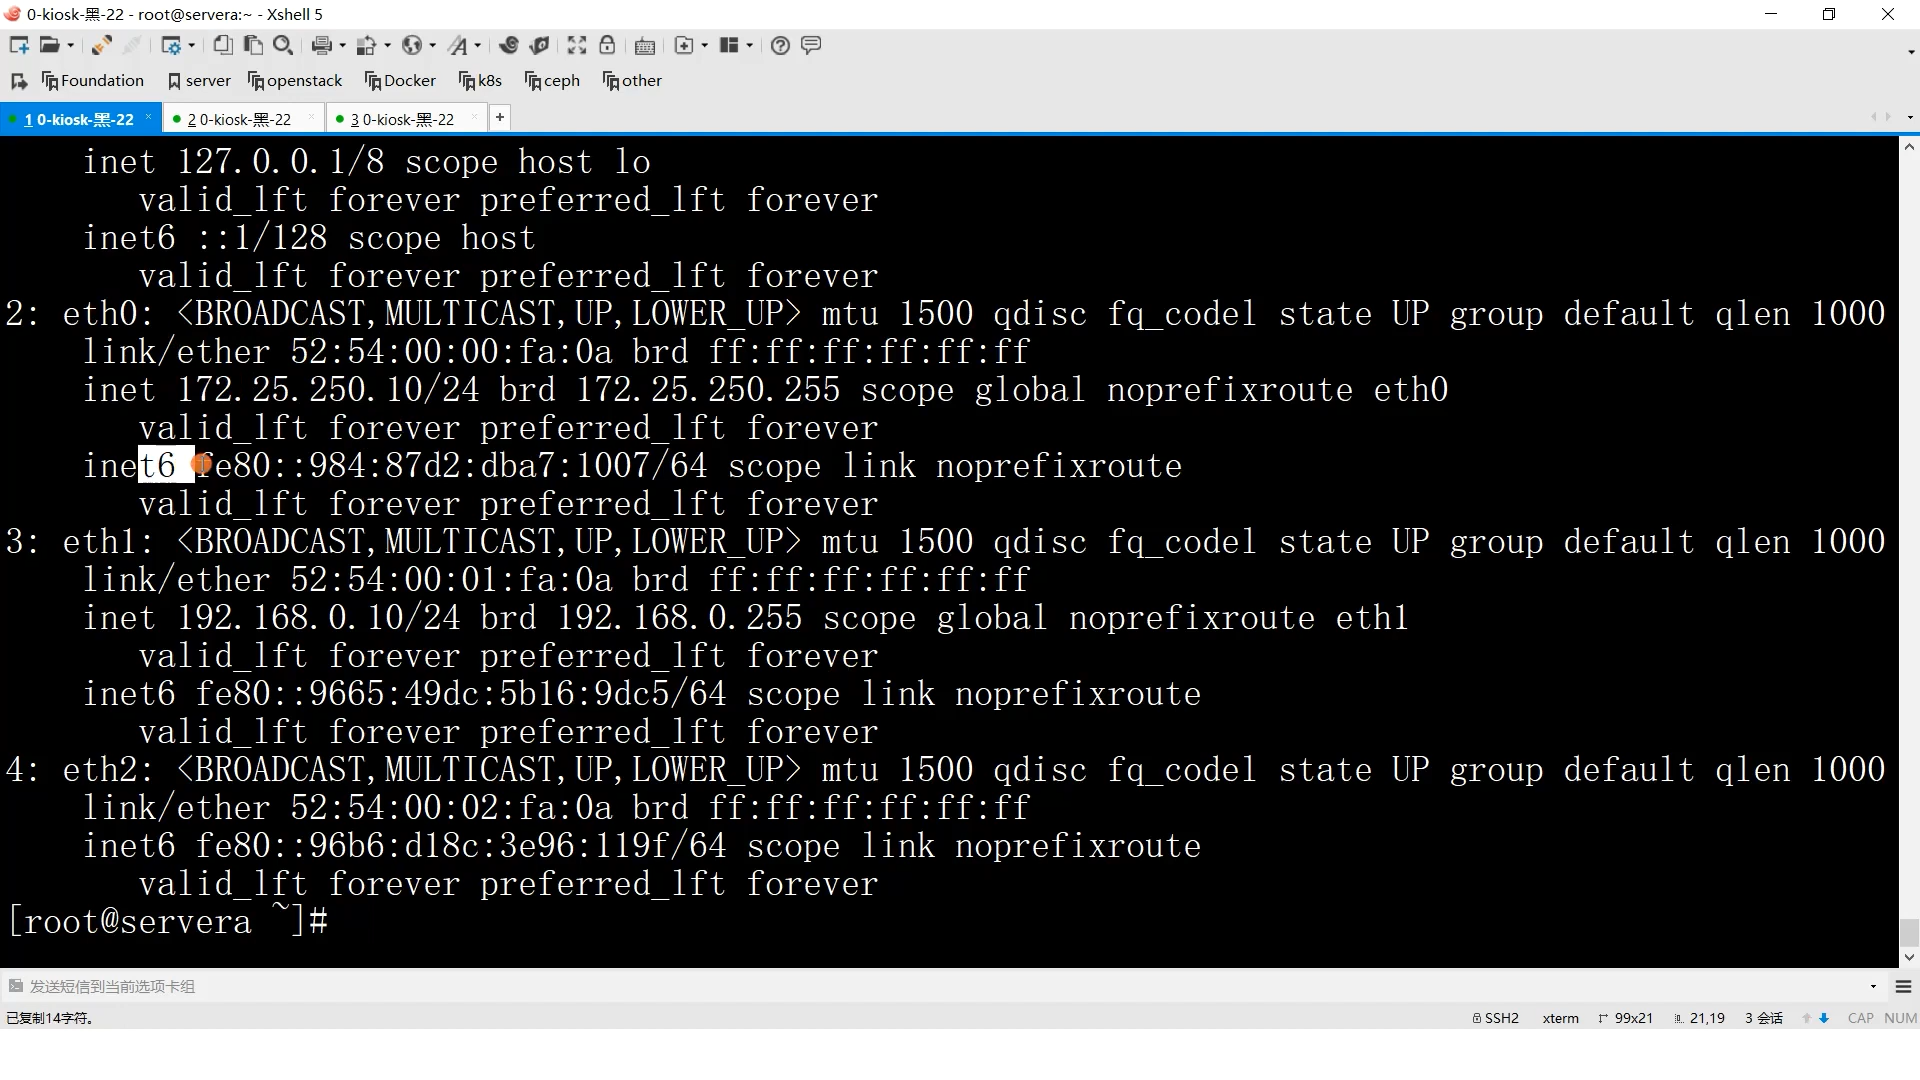 0-kiosk-黑-22 - root@servera:~ - Xshell 5
Foundation server openstack Docker k8s ceph other
1 0-kiosk-黑-22 × 2 0-kiosk-黑-22 × 3 0-kiosk-黑-22 × +
inet 127.0.0.1/8 scope host lo
valid_lft forever preferred_lft forever
inet6 ::1/128 scope host
valid_lft forever preferred_lft forever
2: eth0: <BROADCAST,MULTICAST,UP,LOWER_UP> mtu 1500 qdisc fq_codel state UP group default qlen 1000
link/ether 52:54:00:00:fa:0a brd ff:ff:ff:ff:ff:ff
inet 172.25.250.10/24 brd 172.25.250.255 scope global noprefixroute eth0
valid_lft forever preferred_lft forever
inet6 fe80::984:87d2:dba7:1007/64 scope link noprefixroute
valid_lft forever preferred_lft forever
3: eth1: <BROADCAST,MULTICAST,UP,LOWER_UP> mtu 1500 qdisc fq_codel state UP group default qlen 1000
link/ether 52:54:00:01:fa:0a brd ff:ff:ff:ff:ff:ff
inet 192.168.0.10/24 brd 192.168.0.255 scope global noprefixroute eth1
valid_lft forever preferred_lft forever
inet6 fe80::9665:49dc:5b16:9dc5/64 scope link noprefixroute
valid_lft forever preferred_lft forever
4: eth2: <BROADCAST,MULTICAST,UP,LOWER_UP> mtu 1500 qdisc fq_codel state UP group default qlen 1000
link/ether 52:54:00:02:fa:0a brd ff:ff:ff:ff:ff:ff
inet6 fe80::96b6:d18c:3e96:119f/64 scope link noprefixroute
valid_lft forever preferred_lft forever
[root@servera ~]#
发送短信到当前选项卡组
已复制14字符。 SSH2 xterm 99x21 21,19 3 会话 CAP NUM